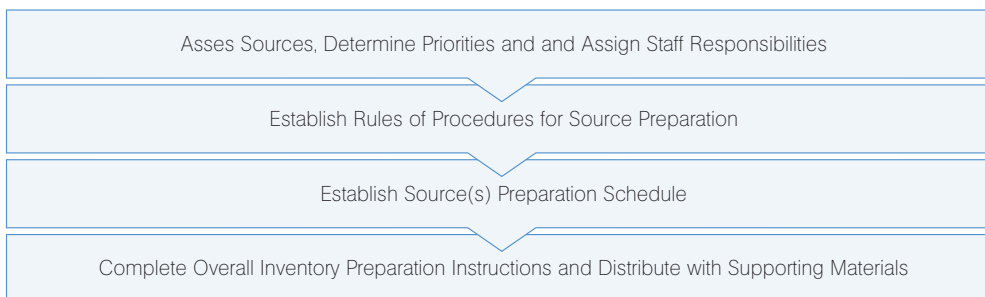 Asses Sources, Determine Priorities and and Assign Staff Responsibilities
Establish Rules of Procedures for Source Preparation
Establish Source(s) Preparation Schedule
Complete Overall Inventory Preparation Instructions and Distribute with Supporting Materials